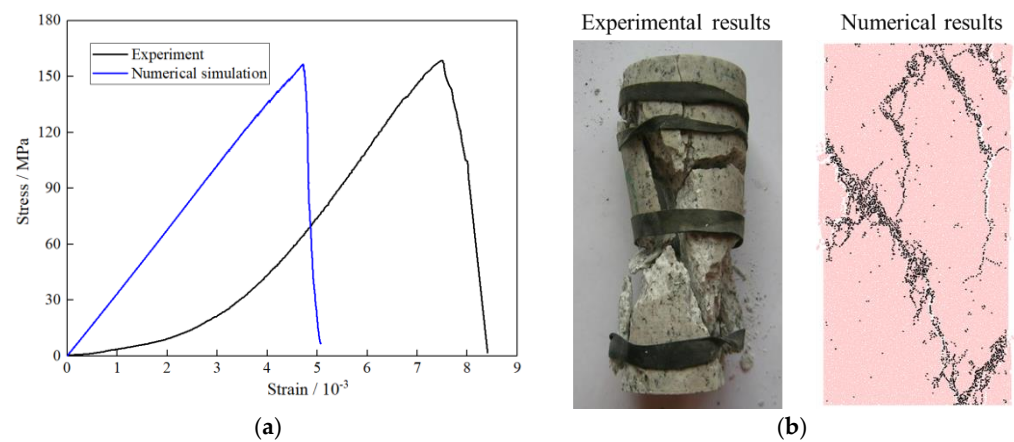 (a)
180
150
120
90
60
30
0
Stress / MPa
Experiment
Numerical simulation
0 1 2 3 4 5 6 7 8 9
Strain / 10⁻³
Experimental results
Numerical results
(b)